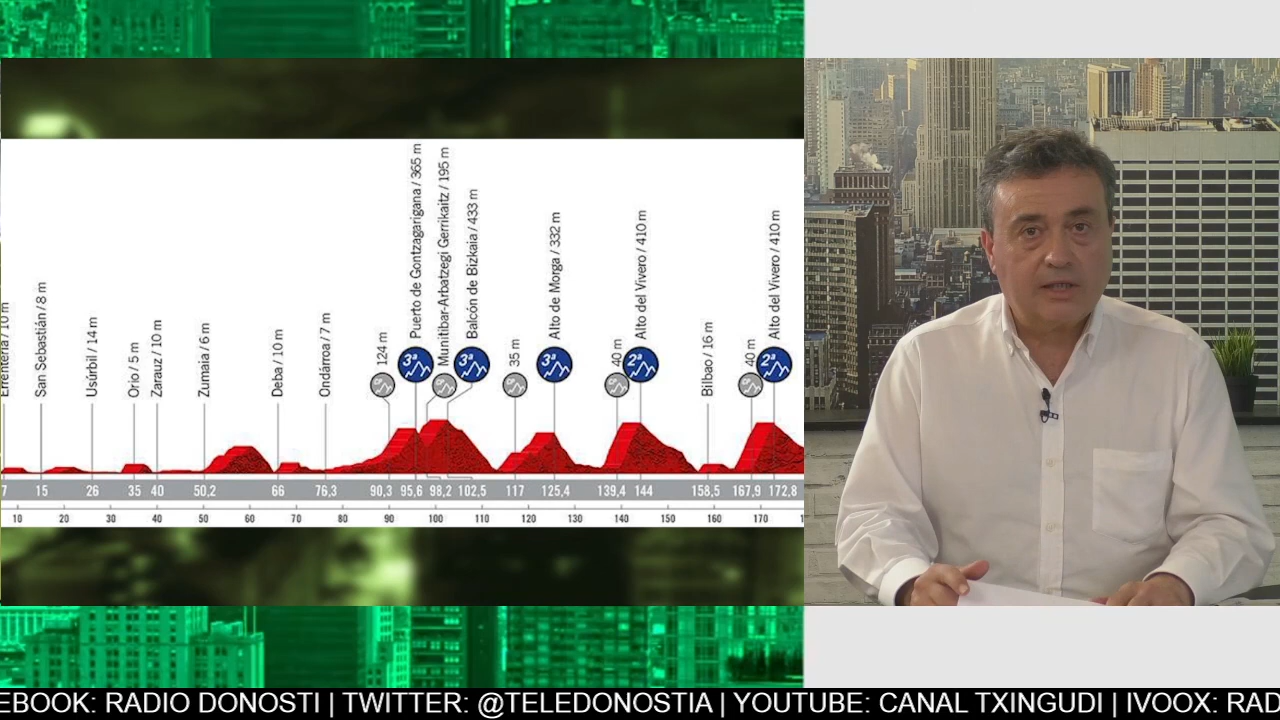 Errenteria / 10 m
San Sebastián / 8 m
Usúrbil / 14 m
Orio / 5 m
Zarauz / 10 m
Zumaia / 6 m
Deba / 10 m
Ondárroa / 7 m
124 m
Puerto de Gontzagarigana / 365 m
Munitibar-Arbatzegi Gerrikaitz / 195 m
Balcón de Bizkaia / 433 m
35 m
Alto de Morga / 332 m
40 m
Alto del Vivero / 410 m
Bilbao / 16 m
40 m
Alto del Vivero / 410 m
3ª 3ª 3ª 2ª 2ª
7 15 26 35 40 50,2 66 76,3 90,3 95,6 98,2 102,5 117 125,4 139,4 144 158,5 167,9 172,8
10 20 30 40 50 60 70 80 90 100 110 120 130 140 150 160 170
EBOOK: RADIO DONOSTI | TWITTER: @TELEDONOSTIA | YOUTUBE: CANAL TXINGUDI | IVOOX: RAD